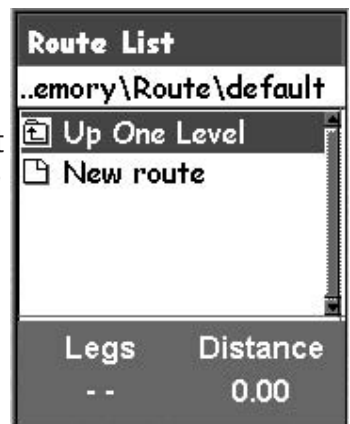 Route List
..emory\Route\default
Up One Level
New route
Legs Distance
- - 0.00